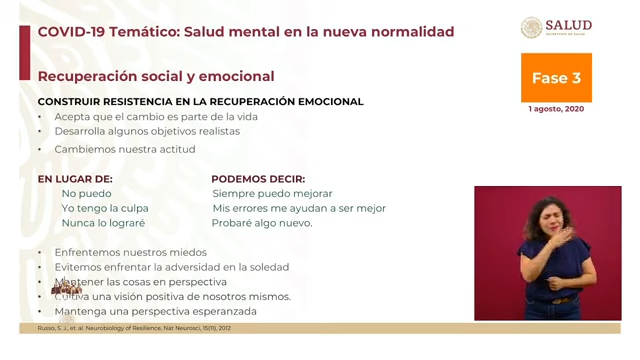 COVID-19 Temático: Salud mental en la nueva normalidad
SALUD
SECRETARÍA DE SALUD
Recuperación social y emocional
Fase 3
1 agosto, 2020
CONSTRUIR RESISTENCIA EN LA RECUPERACIÓN EMOCIONAL
• Acepta que el cambio es parte de la vida
• Desarrolla algunos objetivos realistas
• Cambiemos nuestra actitud
EN LUGAR DE: PODEMOS DECIR:
No puedo Siempre puedo mejorar
Yo tengo la culpa Mis errores me ayudan a ser mejor
Nunca lo lograré Probaré algo nuevo.
• Enfrentemos nuestros miedos
• Evitemos enfrentar la adversidad en la soledad
• Mantener las cosas en perspectiva
• Cultiva una visión positiva de nosotros mismos.
• Mantenga una perspectiva esperanzada
Russo, S. J., et. al. Neurobiology of Resilience, Nat Neurosci, 15(11), 2012